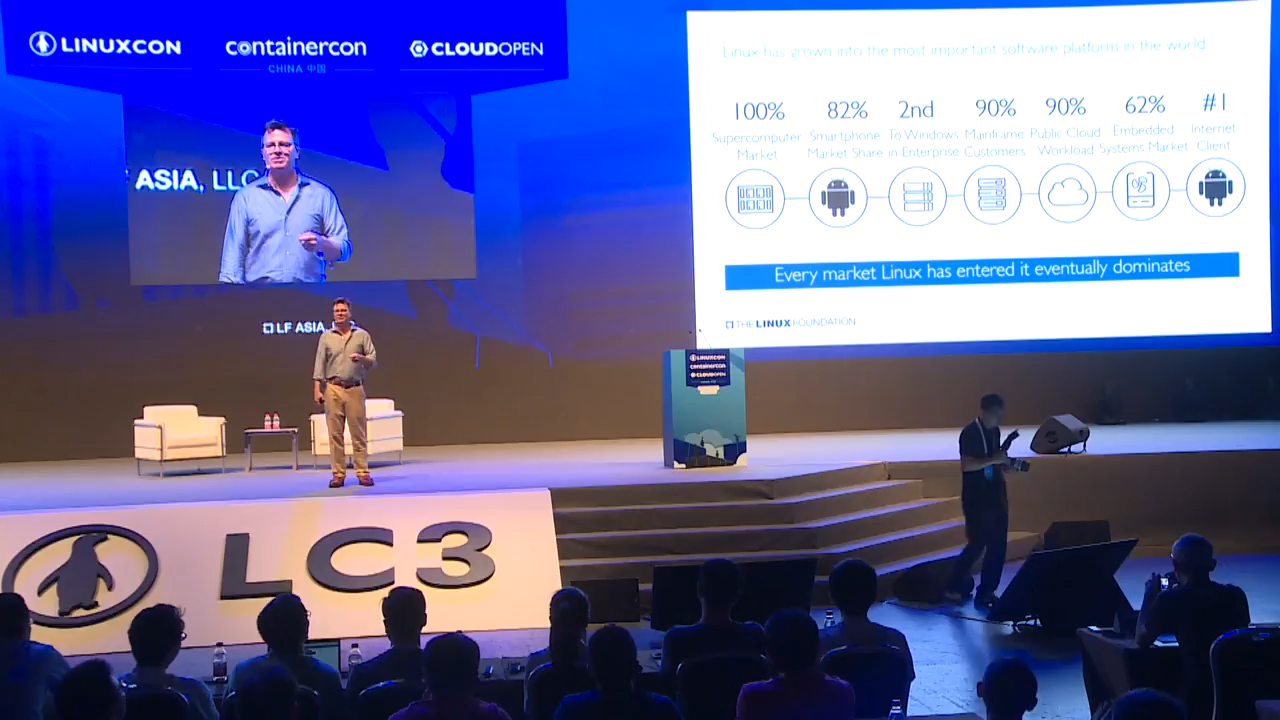 LINUXCON
containercon
CHINA 中国
CLOUDOPEN
ASIA, LLC
LF ASIA,
Linux has grown into the most important software platform in the world
100%
Supercomputer
Market
82%
Smartphone
Market Share
2nd
To Windows
in Enterprise
90%
Mainframe
Customers
90%
Public Cloud
Workload
62%
Embedded
Systems Market
#1
Internet
Client
Every market Linux has entered it eventually dominates
THE LINUX FOUNDATION
LINUXCON
containercon
CLOUDOPEN
LC3